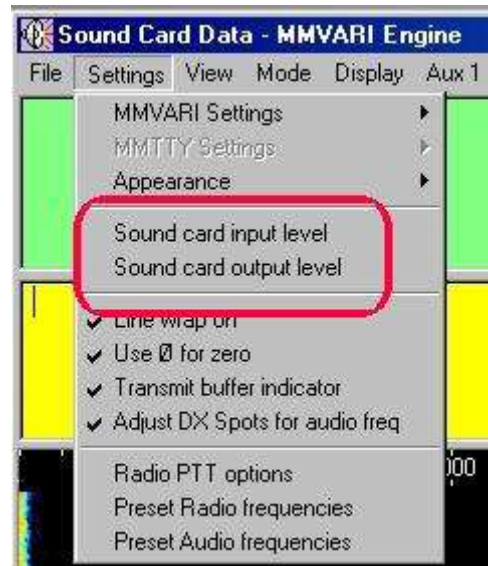 Sound Card Data - MMVARI Engine
File Settings View Mode Display Aux 1
MMVARI Settings
MMTTY Settings
Appearance
Sound card input level
Sound card output level
Line wrap on
Use Ø for zero
Transmit buffer indicator
Adjust DX Spots for audio freq
Radio PTT options
Preset Radio frequencies
Preset Audio frequencies